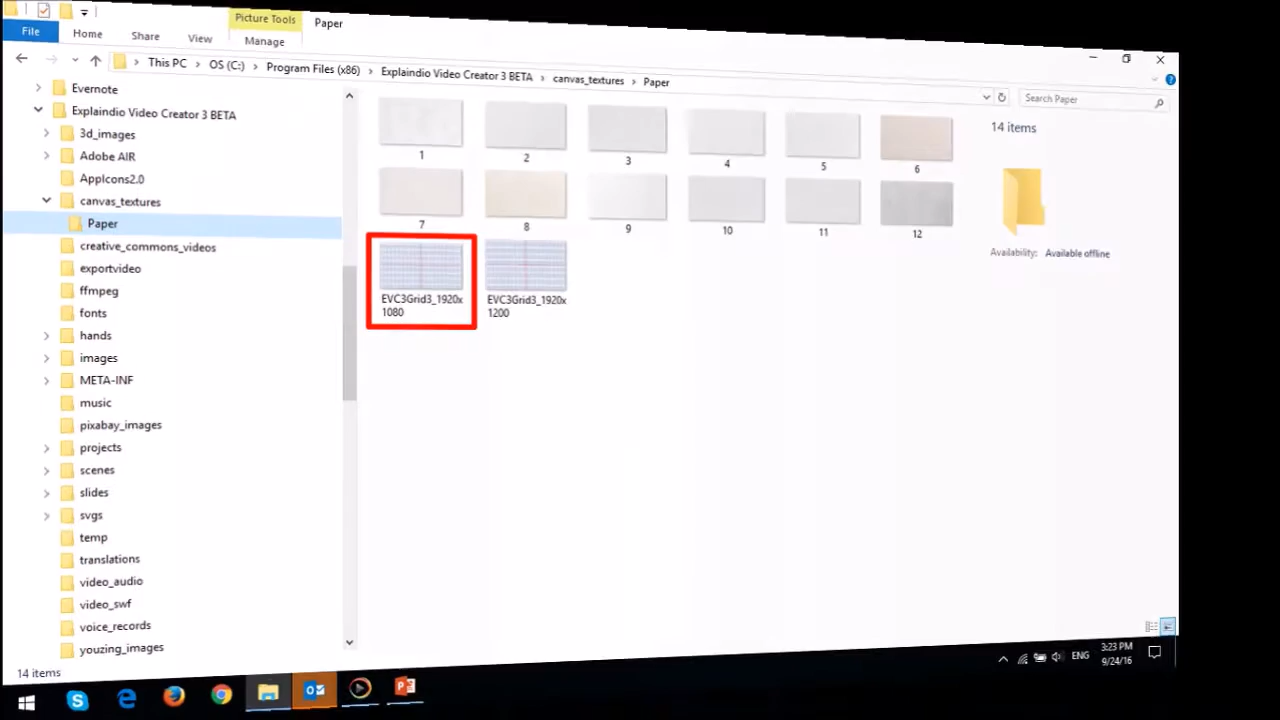 Picture Tools
Paper
File
Home
Share
View
Manage
This PC
OS (C:)
Program Files (x86)
Explaindio Video Creator 3 BETA
canvas_textures
Paper
Search Paper
Evernote
Explaindio Video Creator 3 BETA
3d_images
Adobe AIR
AppIcons2.0
canvas_textures
Paper
creative_commons_videos
exportvideo
ffmpeg
fonts
hands
images
META-INF
music
pixabay_images
projects
scenes
slides
svgs
temp
translations
video_audio
video_swf
voice_records
youzing_images
1
2
3
4
5
6
7
8
9
10
11
12
EVC3Grid3_1920x
1080
EVC3Grid3_1920x
1200
14 items
Availability: Available offline
14 items
ENG
3:23 PM
9/24/16